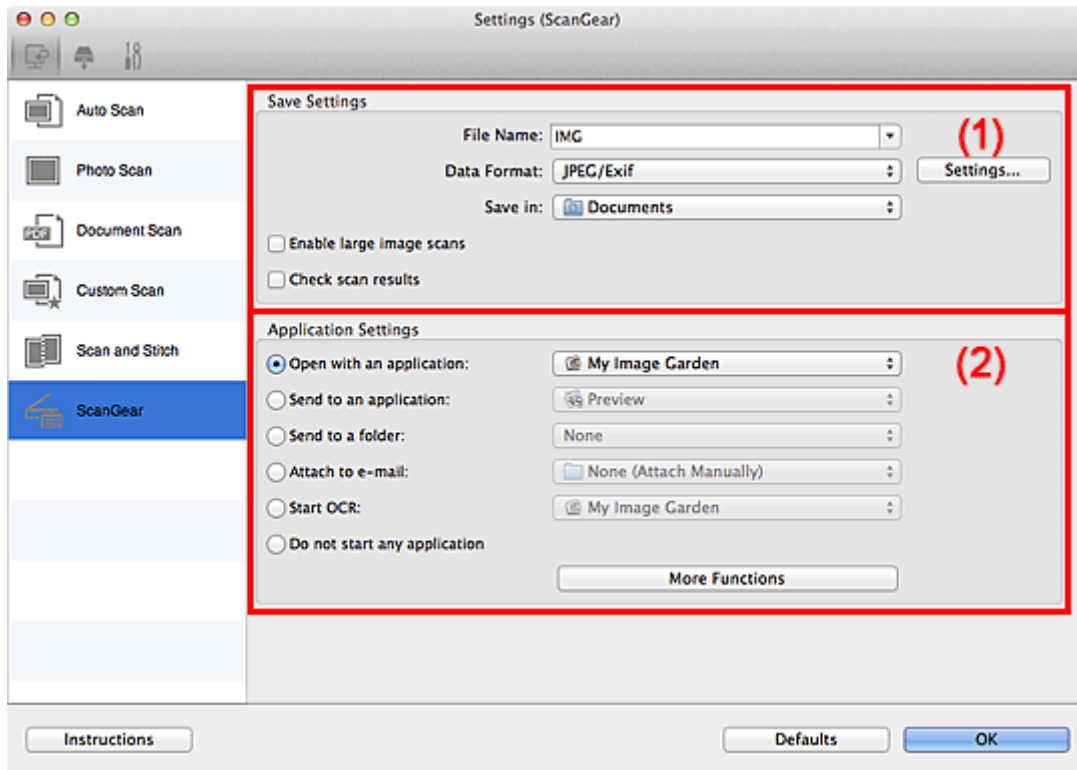 Settings (ScanGear)
Auto Scan
Photo Scan
Document Scan
Custom Scan
Scan and Stitch
ScanGear
Save Settings
(1)
File Name: IMG
Data Format: JPEG/Exif Settings...
Save in: Documents
Enable large image scans
Check scan results
Application Settings
(2)
Open with an application: My Image Garden
Send to an application: Preview
Send to a folder: None
Attach to e-mail: None (Attach Manually)
Start OCR: My Image Garden
Do not start any application
More Functions
Instructions Defaults OK